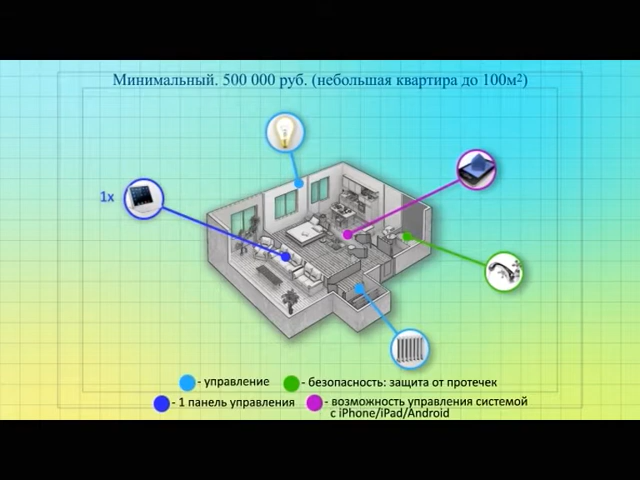 Минимальный. 500 000 руб. (небольшая квартира до 100м²)
1х
- управление
- безопасность: защита от протечек
- 1 панель управления
- возможность управления системой
с iPhone/iPad/Android